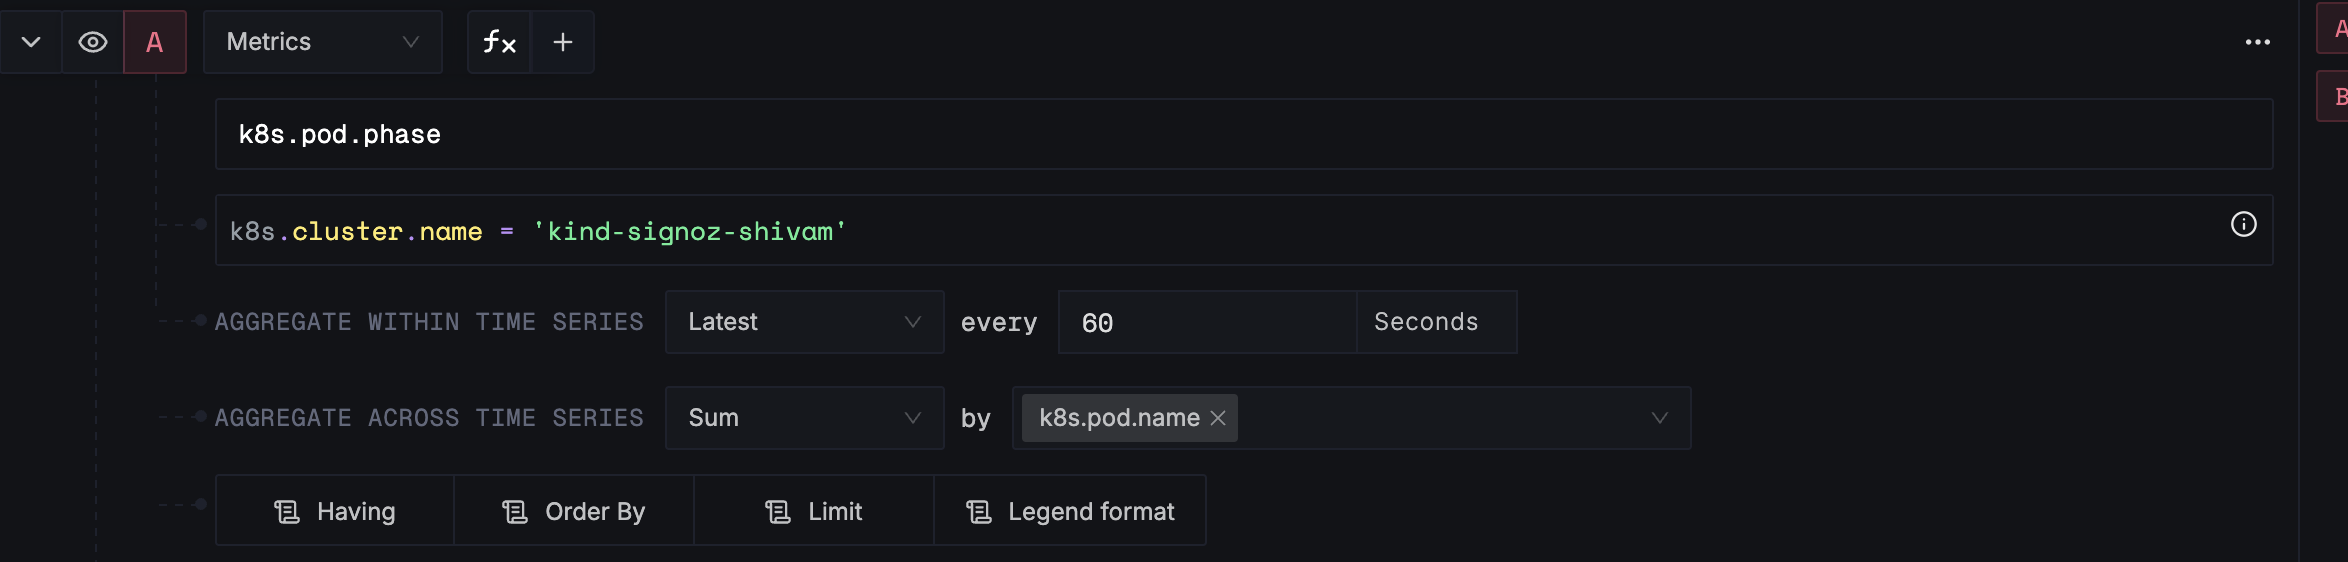 A Metrics fx +
A
B
k8s.pod.phase
k8s.cluster.name = 'kind-signoz-shivam'
AGGREGATE WITHIN TIME SERIES Latest every 60 Seconds
AGGREGATE ACROSS TIME SERIES Sum by k8s.pod.name
Having Order By Limit Legend format